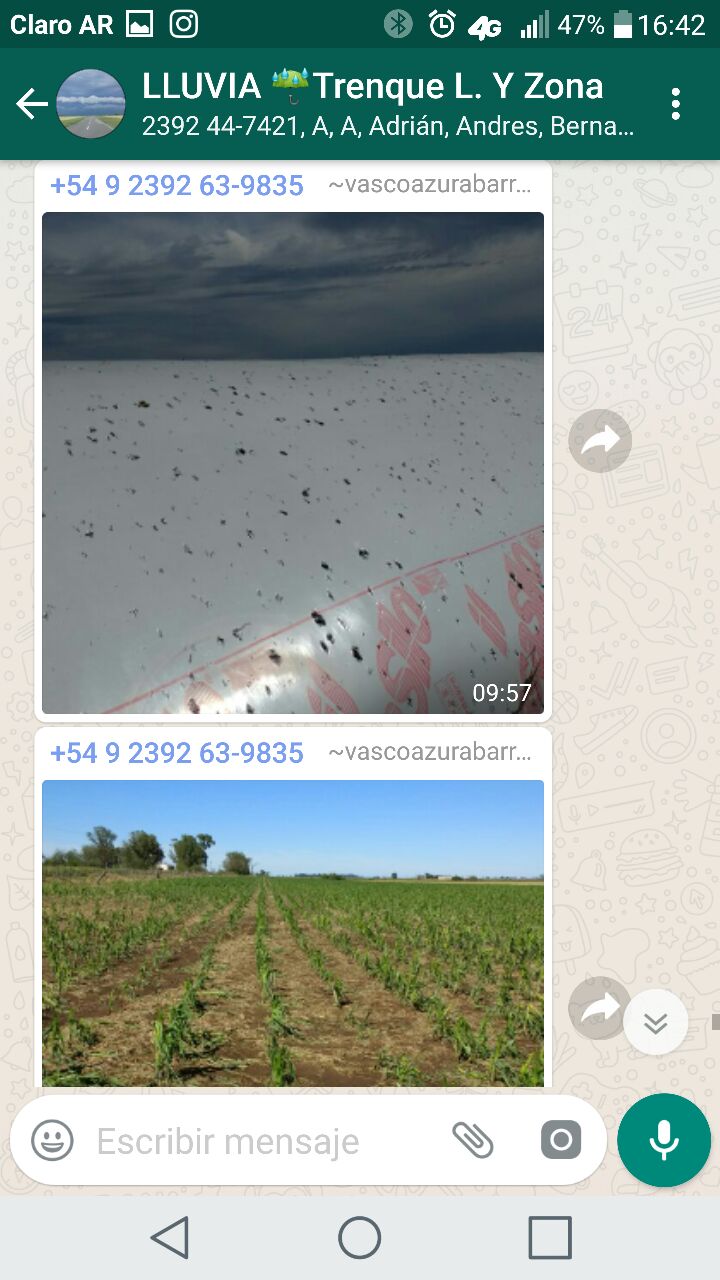 Claro AR 4G 47% 16:42
LLUVIA ☔Trenque L. Y Zona
2392 44-7421, A, A, Adrián, Andres, Berna...
+54 9 2392 63-9835 ~vascoazurabarr...
09:57
+54 9 2392 63-9835 ~vascoazurabarr...
Escribir mensaje